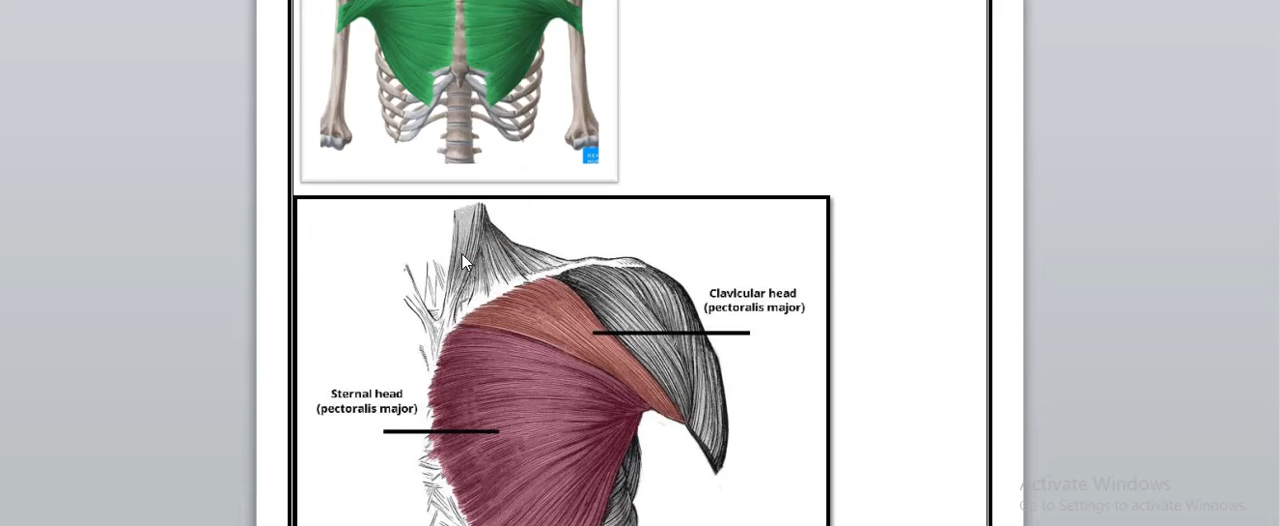 Clavicular head
(pectoralis major)
Sternal head
(pectoralis major)
Activate Windows
Go to Settings to activate Windows.